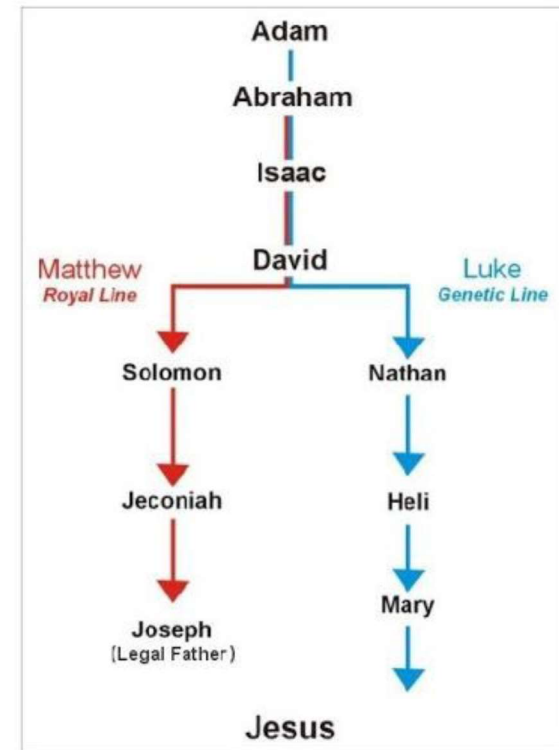 Adam
Abraham
Isaac
David
Matthew
Royal Line
Luke
Genetic Line
Solomon
Nathan
Jeconiah
Heli
Joseph
(Legal Father)
Mary
Jesus